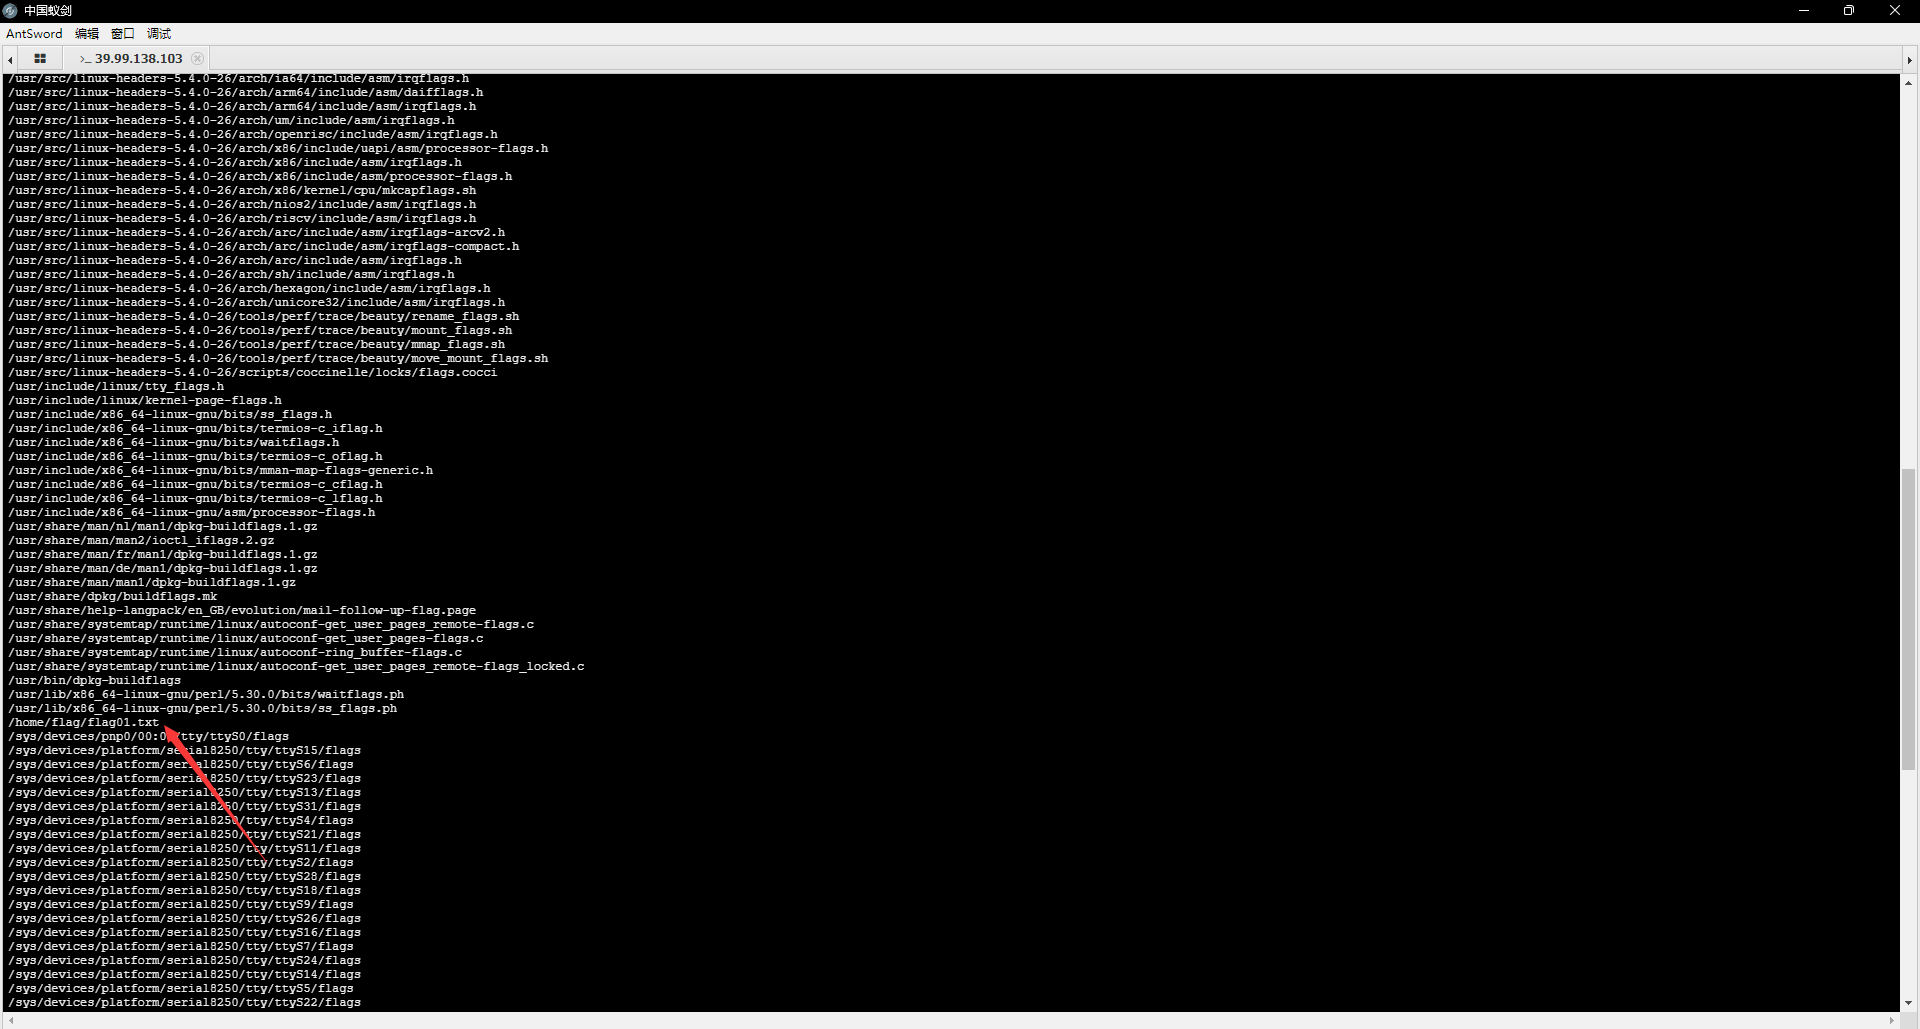 中国蚁剑
AntSword 编辑 窗口 调试
>_ 39.99.138.103
/usr/src/linux-headers-5.4.0-26/arch/ia64/include/asm/irqflags.h
/usr/src/linux-headers-5.4.0-26/arch/arm64/include/asm/daifflags.h
/usr/src/linux-headers-5.4.0-26/arch/arm64/include/asm/irqflags.h
/usr/src/linux-headers-5.4.0-26/arch/um/include/asm/irqflags.h
/usr/src/linux-headers-5.4.0-26/arch/openrisc/include/asm/irqflags.h
/usr/src/linux-headers-5.4.0-26/arch/x86/include/uapi/asm/processor-flags.h
/usr/src/linux-headers-5.4.0-26/arch/x86/include/asm/irqflags.h
/usr/src/linux-headers-5.4.0-26/arch/x86/include/asm/processor-flags.h
/usr/src/linux-headers-5.4.0-26/arch/x86/kernel/cpu/mkcapflags.sh
/usr/src/linux-headers-5.4.0-26/arch/nios2/include/asm/irqflags.h
/usr/src/linux-headers-5.4.0-26/arch/riscv/include/asm/irqflags.h
/usr/src/linux-headers-5.4.0-26/arch/arc/include/asm/irqflags-arcv2.h
/usr/src/linux-headers-5.4.0-26/arch/arc/include/asm/irqflags-compact.h
/usr/src/linux-headers-5.4.0-26/arch/arc/include/asm/irqflags.h
/usr/src/linux-headers-5.4.0-26/arch/sh/include/asm/irqflags.h
/usr/src/linux-headers-5.4.0-26/arch/hexagon/include/asm/irqflags.h
/usr/src/linux-headers-5.4.0-26/arch/unicore32/include/asm/irqflags.h
/usr/src/linux-headers-5.4.0-26/tools/perf/trace/beauty/rename_flags.sh
/usr/src/linux-headers-5.4.0-26/tools/perf/trace/beauty/mount_flags.sh
/usr/src/linux-headers-5.4.0-26/tools/perf/trace/beauty/mmap_flags.sh
/usr/src/linux-headers-5.4.0-26/tools/perf/trace/beauty/move_mount_flags.sh
/usr/src/linux-headers-5.4.0-26/scripts/coccinelle/locks/flags.cocci
/usr/include/linux/tty_flags.h
/usr/include/linux/kernel-page-flags.h
/usr/include/x86_64-linux-gnu/bits/ss_flags.h
/usr/include/x86_64-linux-gnu/bits/termios-c_iflag.h
/usr/include/x86_64-linux-gnu/bits/waitflags.h
/usr/include/x86_64-linux-gnu/bits/termios-c_oflag.h
/usr/include/x86_64-linux-gnu/bits/mman-map-flags-generic.h
/usr/include/x86_64-linux-gnu/bits/termios-c_cflag.h
/usr/include/x86_64-linux-gnu/bits/termios-c_lflag.h
/usr/include/x86_64-linux-gnu/asm/processor-flags.h
/usr/share/man/nl/man1/dpkg-buildflags.1.gz
/usr/share/man/man2/ioctl_iflags.2.gz
/usr/share/man/fr/man1/dpkg-buildflags.1.gz
/usr/share/man/de/man1/dpkg-buildflags.1.gz
/usr/share/man/man1/dpkg-buildflags.1.gz
/usr/share/dpkg/buildflags.mk
/usr/share/help-langpack/en_GB/evolution/mail-follow-up-flag.page
/usr/share/systemtap/runtime/linux/autoconf-get_user_pages_remote-flags.c
/usr/share/systemtap/runtime/linux/autoconf-get_user_pages-flags.c
/usr/share/systemtap/runtime/linux/autoconf-ring_buffer-flags.c
/usr/share/systemtap/runtime/linux/autoconf-get_user_pages_remote-flags_locked.c
/usr/bin/dpkg-buildflags
/usr/lib/x86_64-linux-gnu/perl/5.30.0/bits/waitflags.ph
/usr/lib/x86_64-linux-gnu/perl/5.30.0/bits/ss_flags.ph
/home/flag/flag01.txt
/sys/devices/pnp0/00:0 /tty/ttyS0/flags
/sys/devices/platform/serial8250/tty/ttyS15/flags
/sys/devices/platform/serial8250/tty/ttyS6/flags
/sys/devices/platform/serial8250/tty/ttyS23/flags
/sys/devices/platform/serial8250/tty/ttyS13/flags
/sys/devices/platform/serial8250/tty/ttyS31/flags
/sys/devices/platform/serial8250/tty/ttyS4/flags
/sys/devices/platform/serial8250/tty/ttyS21/flags
/sys/devices/platform/serial8250/tty/ttyS11/flags
/sys/devices/platform/serial8250/tty/ttyS2/flags
/sys/devices/platform/serial8250/tty/ttyS28/flags
/sys/devices/platform/serial8250/tty/ttyS18/flags
/sys/devices/platform/serial8250/tty/ttyS9/flags
/sys/devices/platform/serial8250/tty/ttyS26/flags
/sys/devices/platform/serial8250/tty/ttyS16/flags
/sys/devices/platform/serial8250/tty/ttyS7/flags
/sys/devices/platform/serial8250/tty/ttyS24/flags
/sys/devices/platform/serial8250/tty/ttyS14/flags
/sys/devices/platform/serial8250/tty/ttyS5/flags
/sys/devices/platform/serial8250/tty/ttyS22/flags